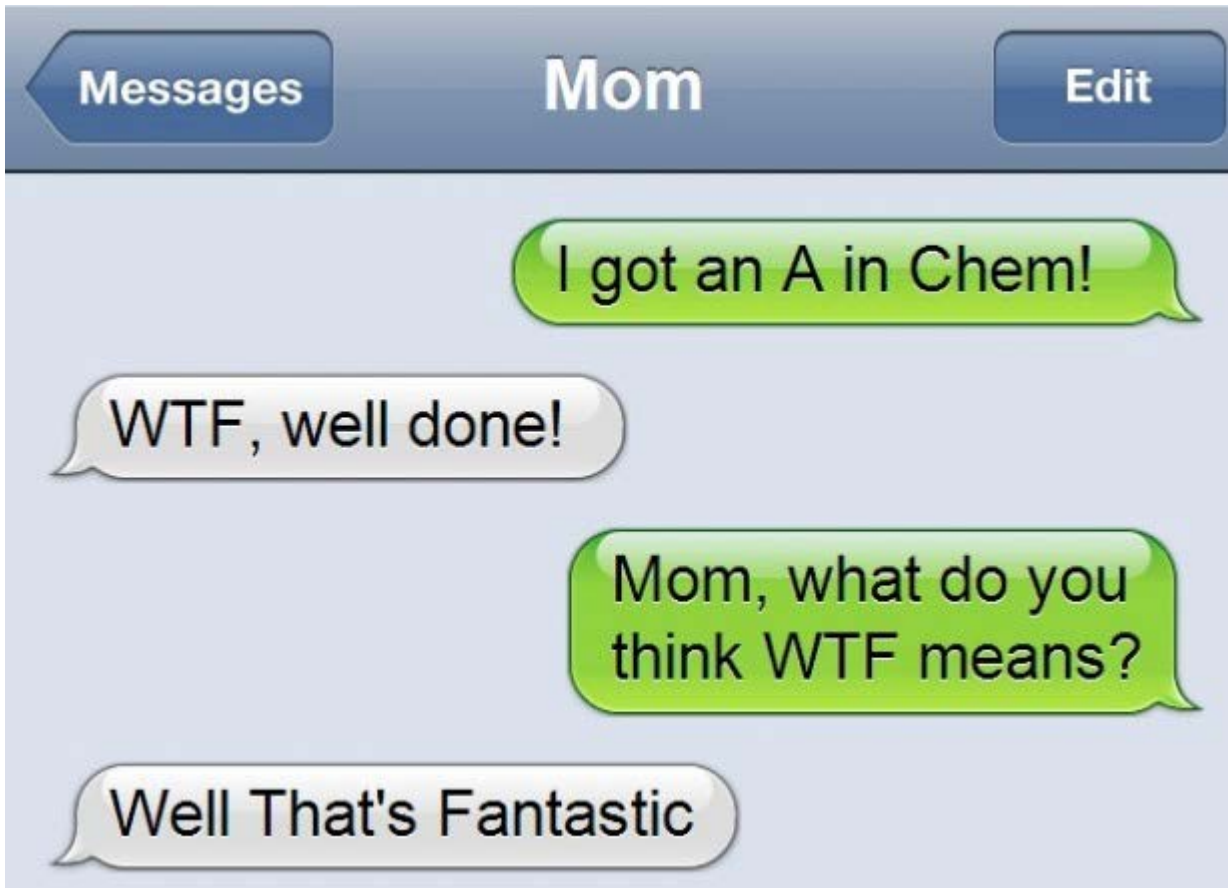 Messages
Mom
Edit
I got an A in Chem!
WTF, well done!
Mom, what do you
think WTF means?
Well That's Fantastic